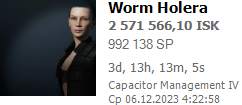 Worm Holera
2 571 566,10 ISK
992 138 SP
3d, 13h, 13m, 5s
Capacitor Management IV
Ср 06.12.2023 4:22:58